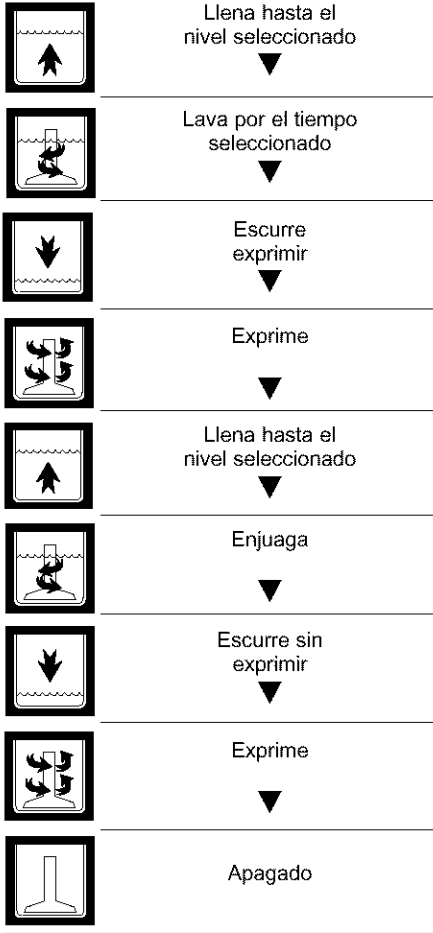 Llena hasta el
nivel seleccionado
Lava por el tiempo
seleccionado
Escurre
exprimir
Exprime
Llena hasta el
nivel seleccionado
Enjuaga
Escurre sin
exprimir
Exprime
Apagado